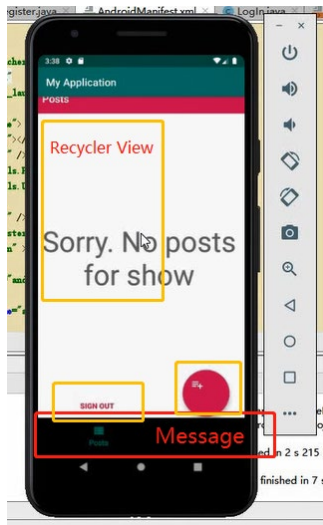 gister.java
AndroidManifest.xml
LogIn.java
3:38
My Application
Posts
Recycler View
Sorry. No posts
for show
SIGN OUT
Message
Posts
ed in 2 s 215
finished in 7 s